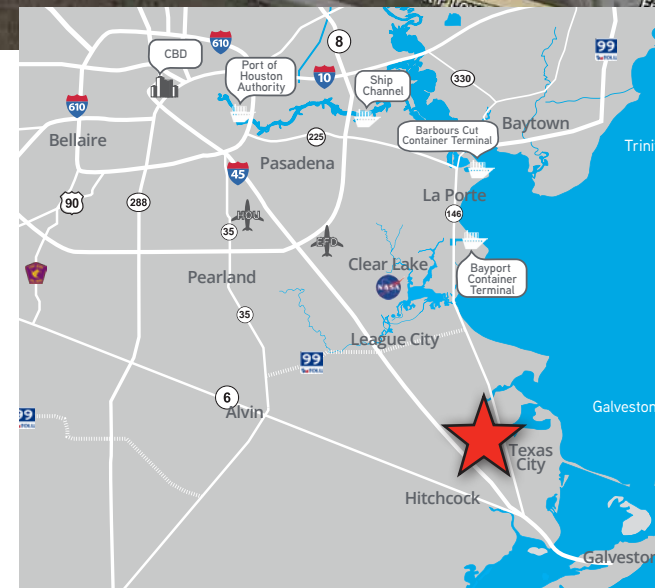 610
8
CBD
99
Port of
Houston
Authority
10
Ship
Channel
330
610
Barbours Cut
Container Terminal
Baytown
225
Bellaire
Pasadena
45
Trini
La Porte
90
288
146
HOU
35
EFD
Clear Lake
NASA
Bayport
Container
Terminal
Pearland
35
League City
99
6
Alvin
99
Galveston
Texas
City
Hitchcock
Galveston